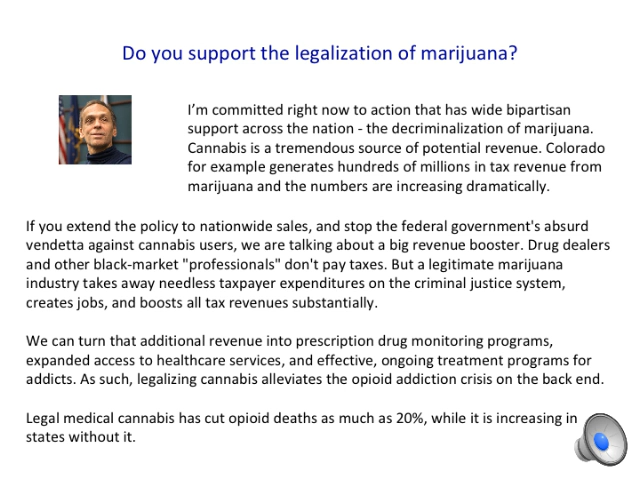 Do you support the legalization of marijuana?
I'm committed right now to action that has wide bipartisan
support across the nation - the decriminalization of marijuana.
Cannabis is a tremendous source of potential revenue. Colorado
for example generates hundreds of millions in tax revenue from
marijuana and the numbers are increasing dramatically.
If you extend the policy to nationwide sales, and stop the federal government's absurd
vendetta against cannabis users, we are talking about a big revenue booster. Drug dealers
and other black-market "professionals" don't pay taxes. But a legitimate marijuana
industry takes away needless taxpayer expenditures on the criminal justice system,
creates jobs, and boosts all tax revenues substantially.
We can turn that additional revenue into prescription drug monitoring programs,
expanded access to healthcare services, and effective, ongoing treatment programs for
addicts. As such, legalizing cannabis alleviates the opioid addiction crisis on the back end.
Legal medical cannabis has cut opioid deaths as much as 20%, while it is increasing in
states without it.